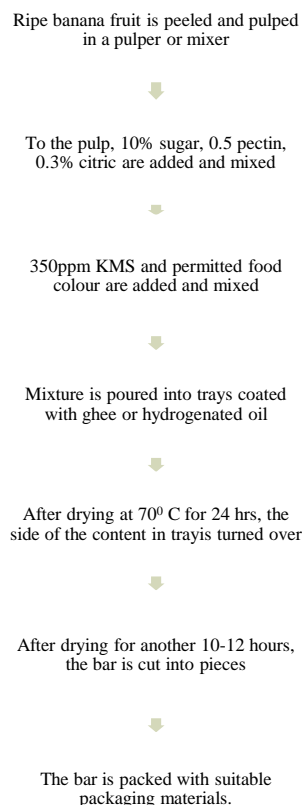 Ripe banana fruit is peeled and pulped
in a pulper or mixer
To the pulp, 10% sugar, 0.5 pectin,
0.3% citric are added and mixed
350ppm KMS and permitted food
colour are added and mixed
Mixture is poured into trays coated
with ghee or hydrogenated oil
After drying at 70⁰ C for 24 hrs, the
side of the content in trayis turned over
After drying for another 10-12 hours,
the bar is cut into pieces
The bar is packed with suitable
packaging materials.